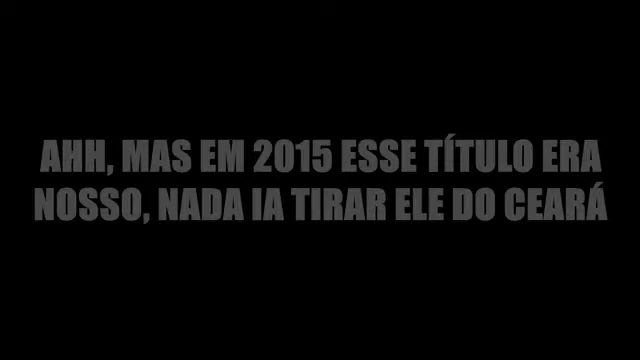 AHH, MAS EM 2015 ESSE TÍTULO ERA
NOSSO, NADA IA TIRAR ELE DO CEARÁ